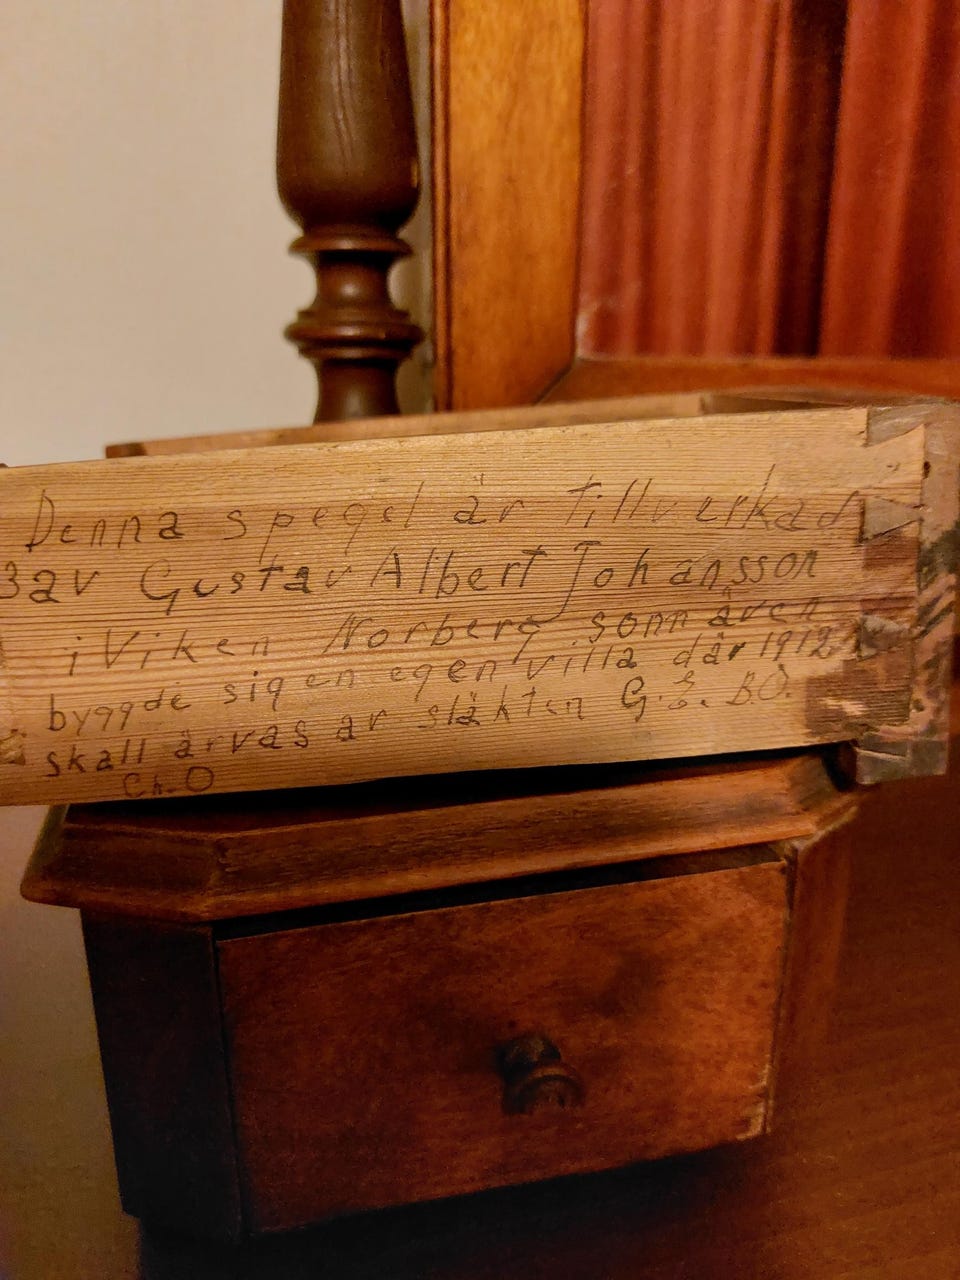 Denna spegel är tillverkad
3 av Gustav Albert Johansson
i Viken Norberg som även
byggde sig en egen villa där 1912
skall ärvas av släkten G.E. B.O.
Ch. O